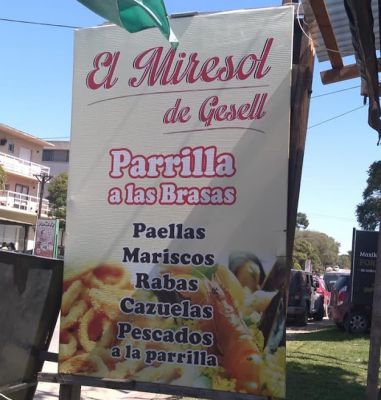 El Miresol
de Gesell
Parrilla
a las Brasas
Paellas
Mariscos
Rabas
Cazuelas
Pescados
a la parrilla